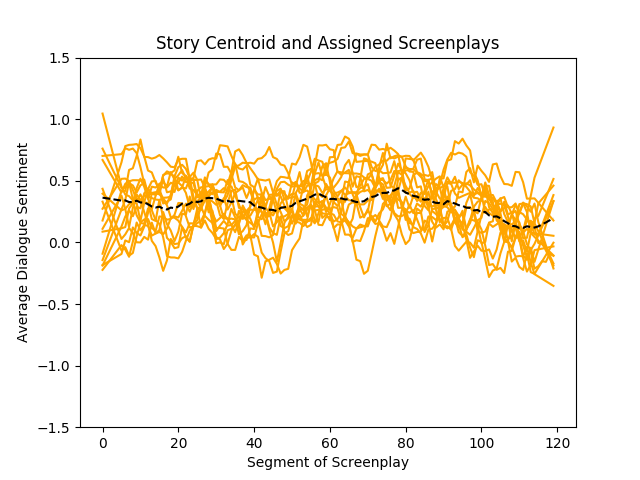 Story Centroid and Assigned Screenplays
1.5
1.0
0.5
0.0
−0.5
−1.0
−1.5
Average Dialogue Sentiment
0 20 40 60 80 100 120
Segment of Screenplay